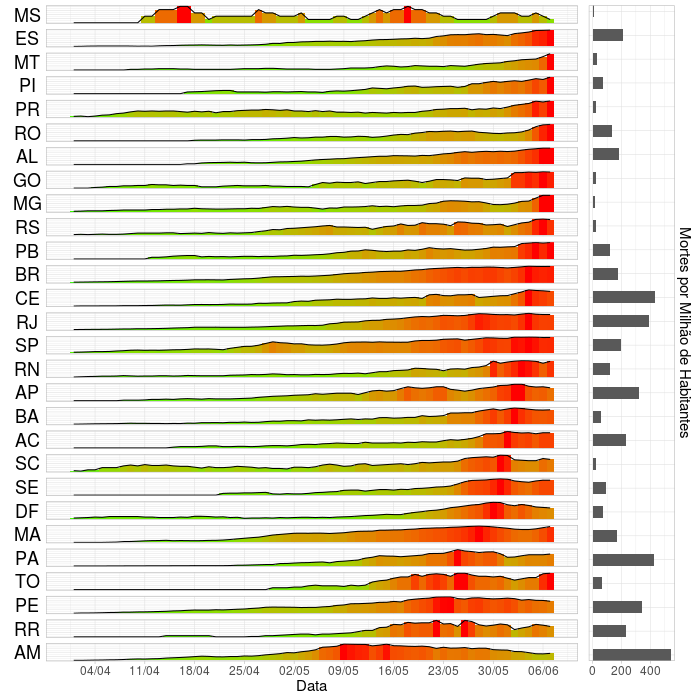 MS
ES
MT
PI
PR
RO
AL
GO
MG
RS
PB
BR
CE
RJ
SP
RN
AP
BA
AC
SC
SE
DF
MA
PA
TO
PE
RR
AM
04/04 11/04 18/04 25/04 02/05 09/05 16/05 23/05 30/05 06/06
Data
0 200 400
Mortes por Milhão de Habitantes